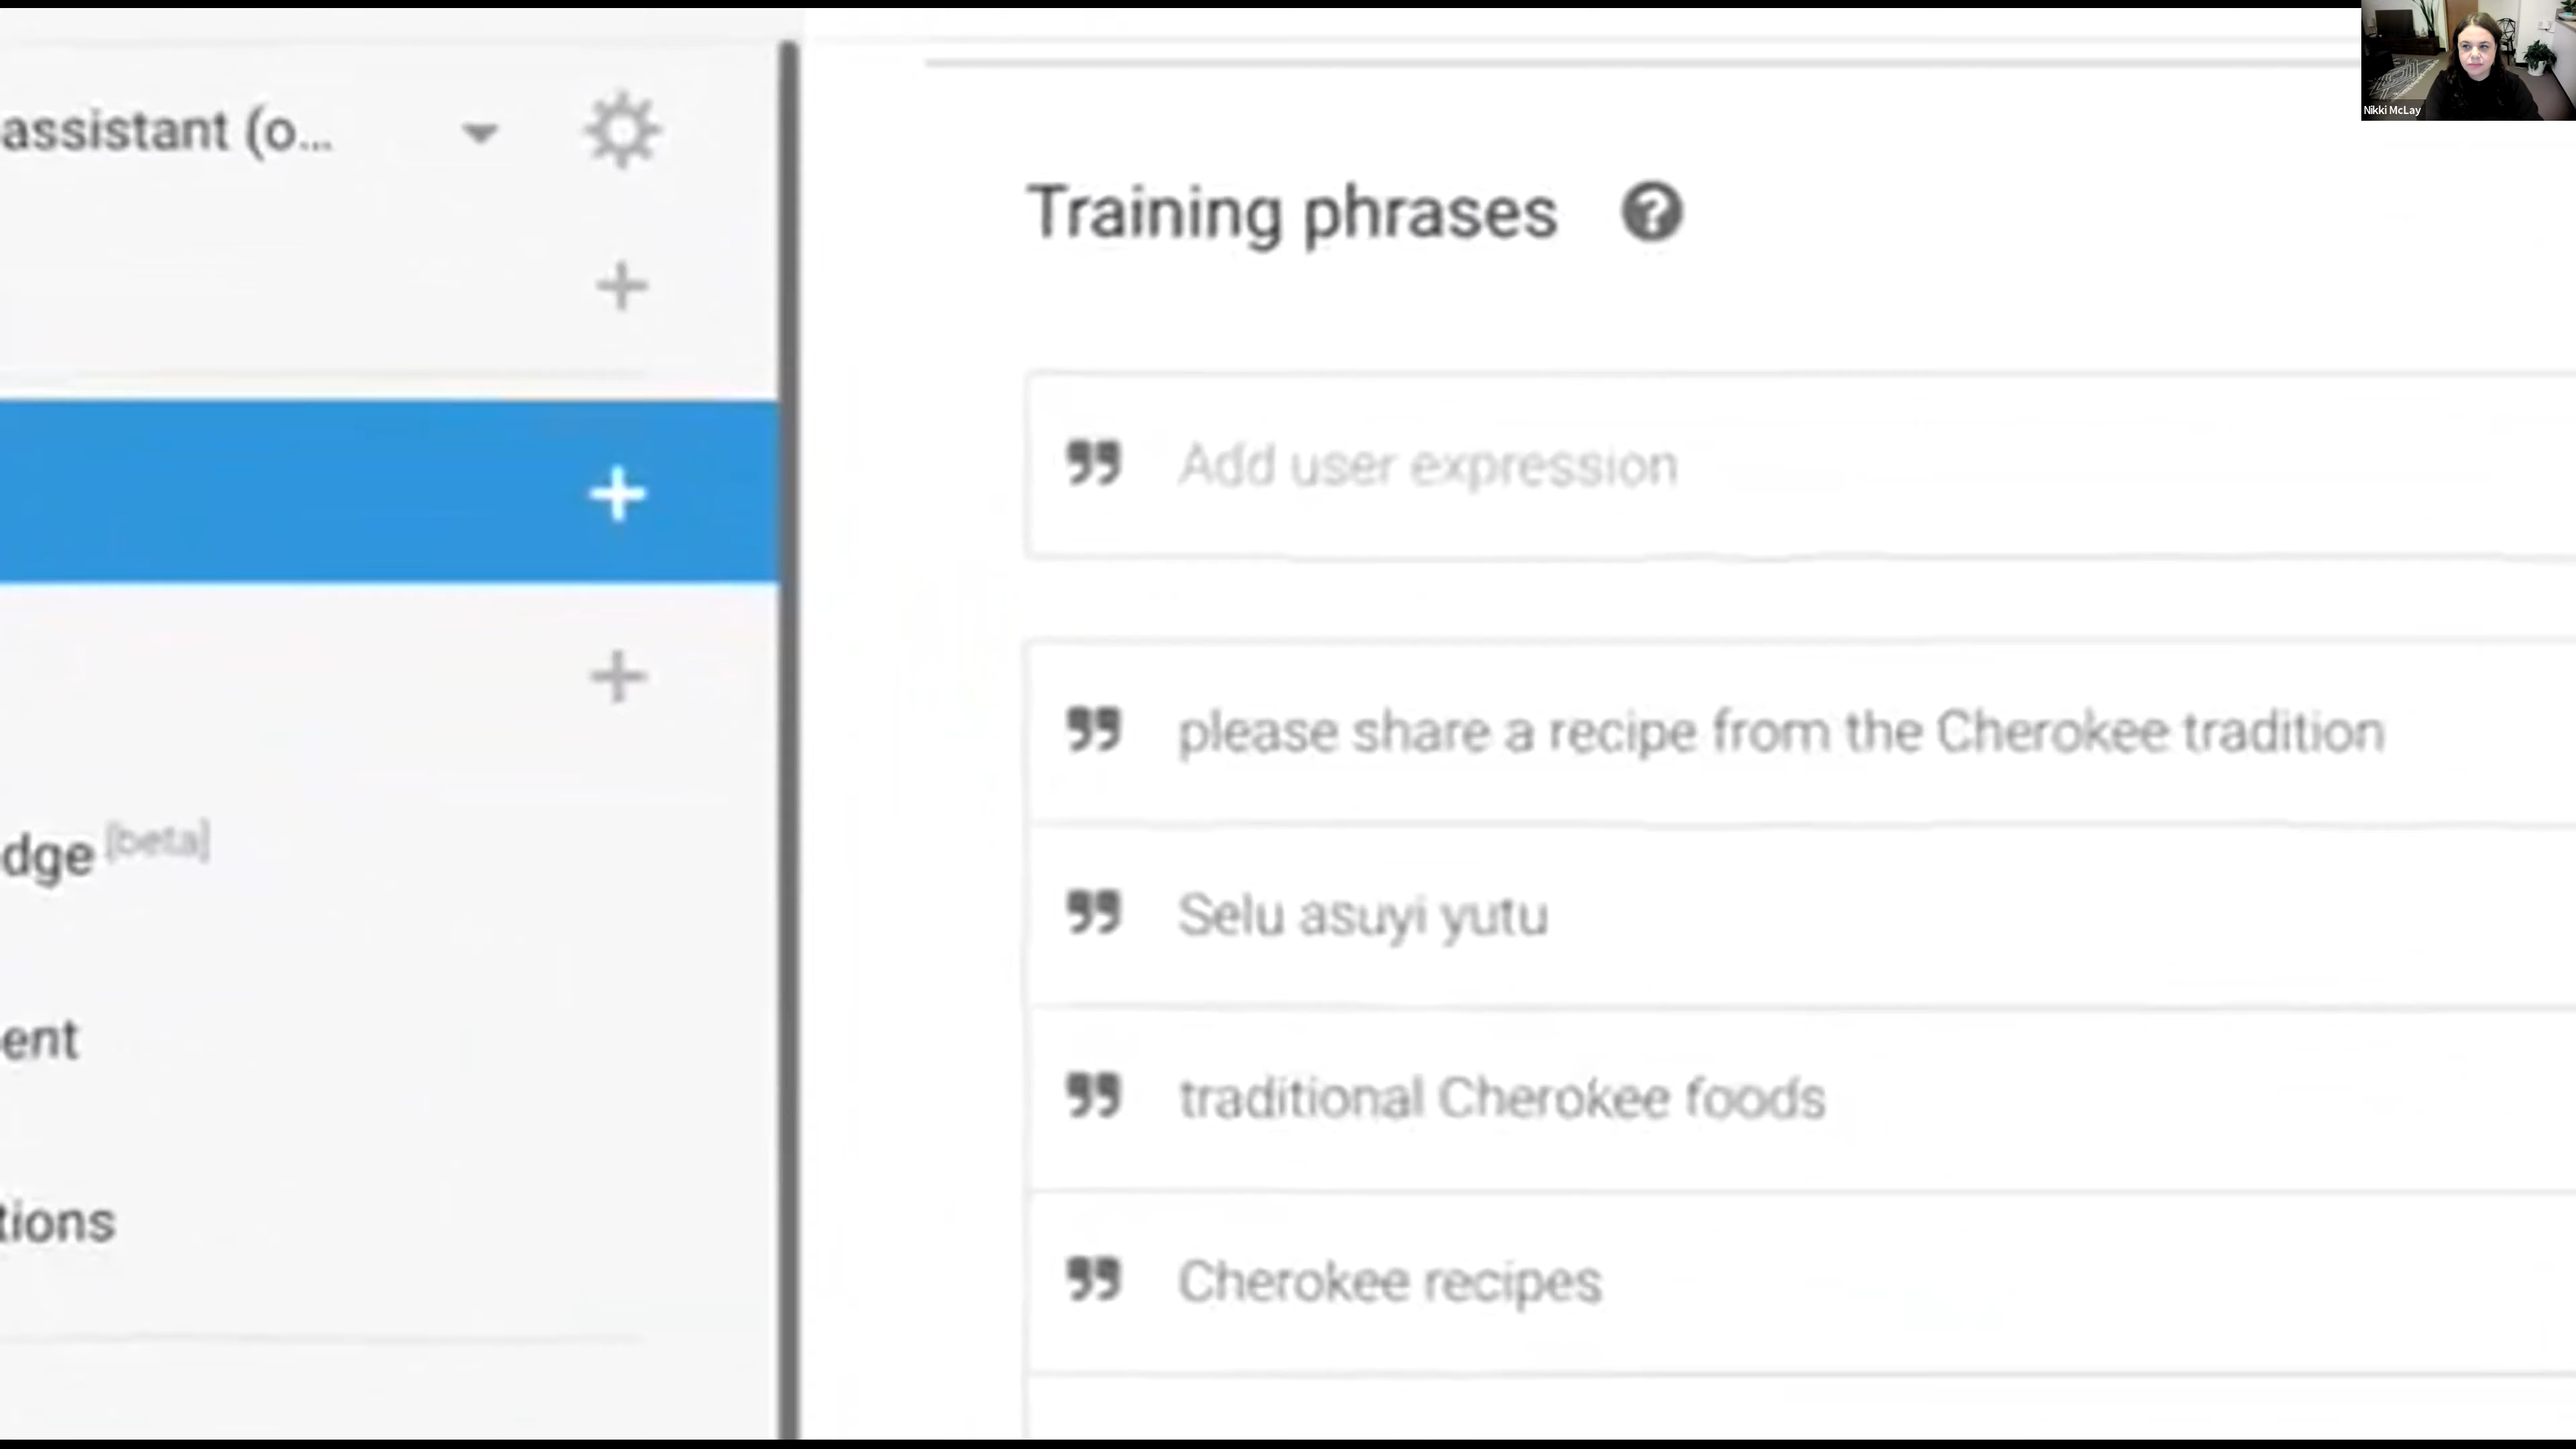 assistant (o...
dge [beta]
ent
tions
Training phrases
Add user expression
please share a recipe from the Cherokee tradition
Selu asuyi yutu
traditional Cherokee foods
Cherokee recipes
Nikki McLay